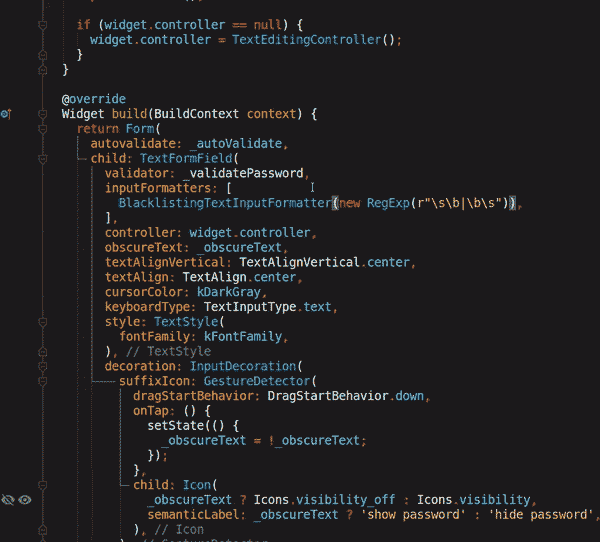 if (widget.controller == null) {
widget.controller = TextEditingController();
}
}
@override
Widget build(BuildContext context) {
return Form(
autovalidate: _autoValidate,
child: TextFormField(
validator: _validatePassword,
inputFormatters: [
BlacklistingTextInputFormatter(new RegExp(r"\s\b|\b\s")),
],
controller: widget.controller,
obscureText: _obscureText,
textAlignVertical: TextAlignVertical.center,
textAlign: TextAlign.center,
cursorColor: kDarkGray,
keyboardType: TextInputType.text,
style: TextStyle(
fontFamily: kFontFamily,
), // TextStyle
decoration: InputDecoration(
suffixIcon: GestureDetector(
dragStartBehavior: DragStartBehavior.down,
onTap: () {
setState(() {
_obscureText = !_obscureText;
});
},
child: Icon(
_obscureText ? Icons.visibility_off : Icons.visibility,
semanticLabel: _obscureText ? 'show password' : 'hide password',
), // Icon